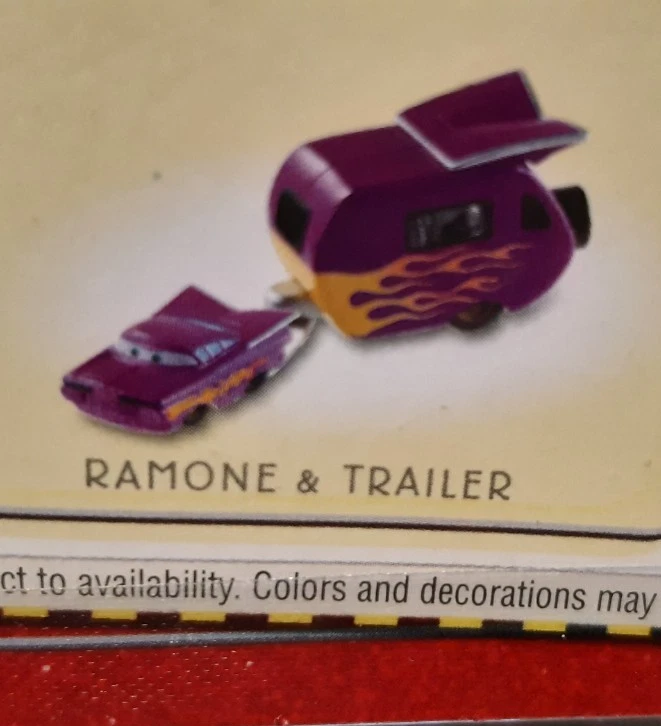 RAMONE & TRAILER
ct to availability. Colors and decorations may